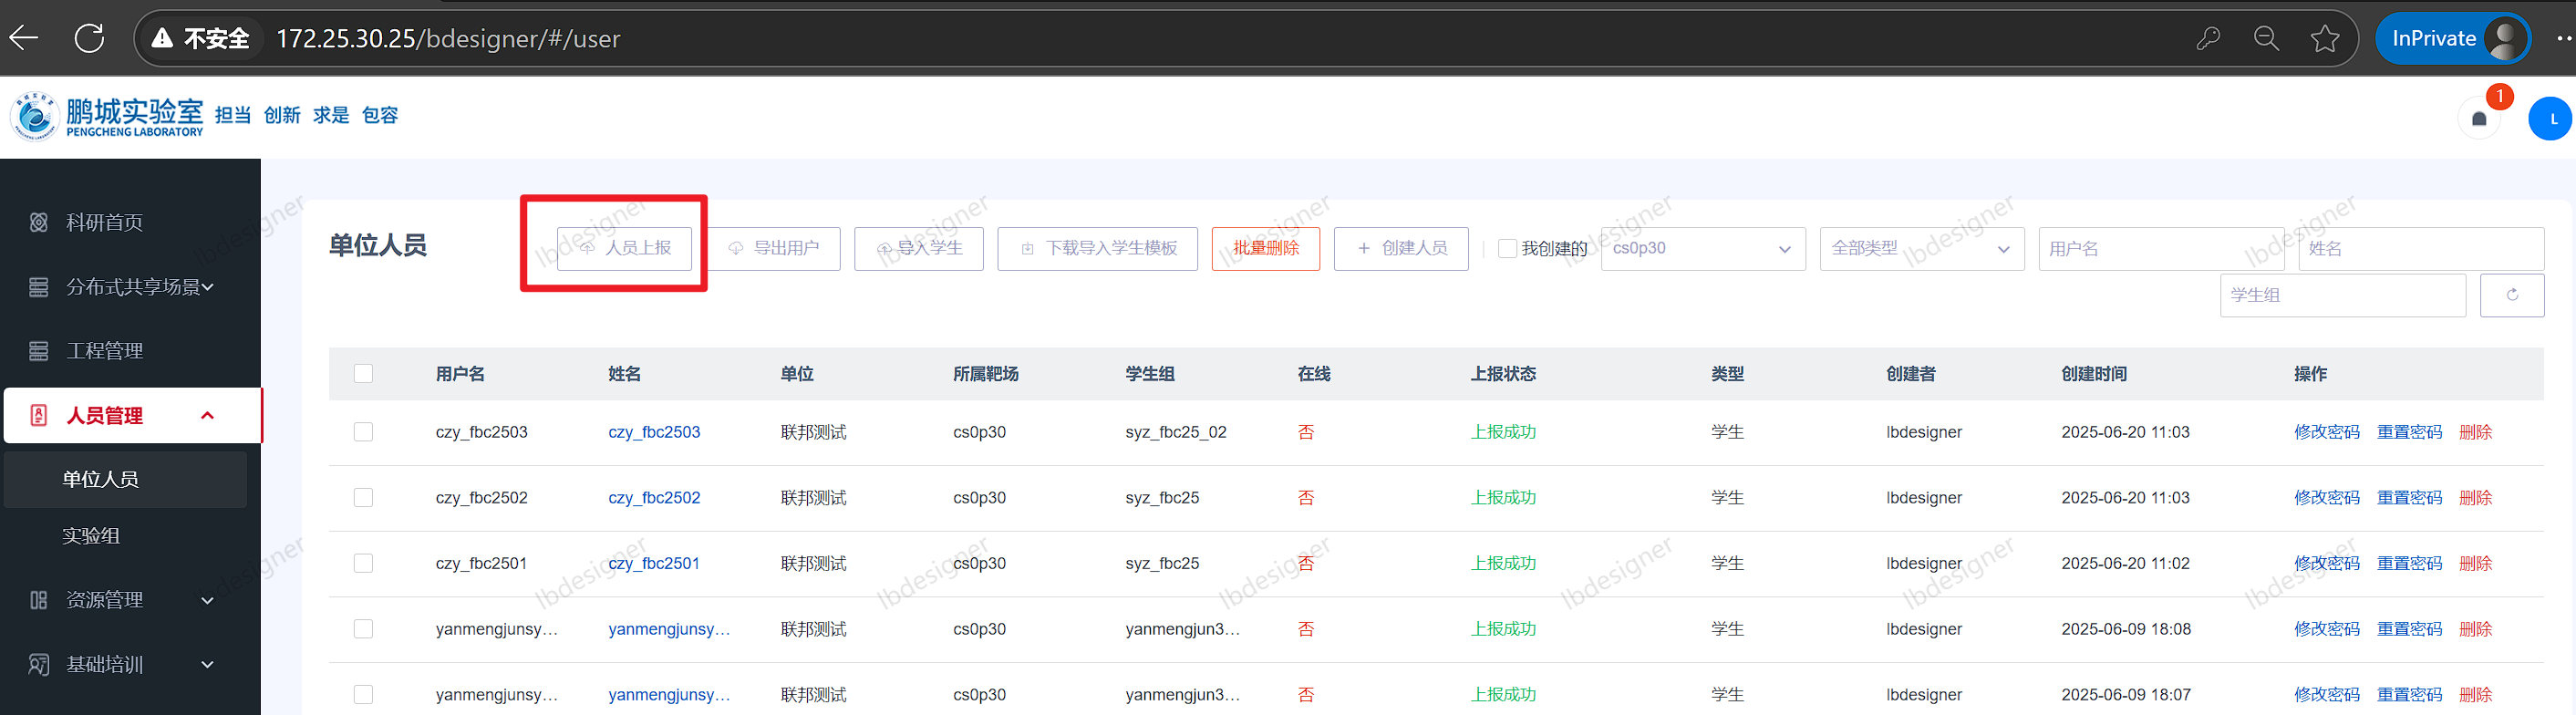 不安全 172.25.30.25/bdesigner/#/user InPrivate
鹏城实验室 担当 创新 求是 包容
PENGCHENG LABORATORY
1
L
科研首页
分布式共享场景
工程管理
人员管理
单位人员
实验组
资源管理
基础培训
单位人员 人员上报 导出用户 导入学生 下载导入学生模板 批量删除 + 创建人员 我创建的 cs0p30 全部类型 用户名 姓名
学生组
用户名 姓名 单位 所属靶场 学生组 在线 上报状态 类型 创建者 创建时间 操作
czy_fbc2503 czy_fbc2503 联邦测试 cs0p30 syz_fbc25_02 否 上报成功 学生 lbdesigner 2025-06-20 11:03 修改密码 重置密码 删除
czy_fbc2502 czy_fbc2502 联邦测试 cs0p30 syz_fbc25 否 上报成功 学生 lbdesigner 2025-06-20 11:03 修改密码 重置密码 删除
czy_fbc2501 czy_fbc2501 联邦测试 cs0p30 syz_fbc25 否 上报成功 学生 lbdesigner 2025-06-20 11:02 修改密码 重置密码 删除
yanmengjunsy... yanmengjunsy... 联邦测试 cs0p30 yanmengjun3... 否 上报成功 学生 lbdesigner 2025-06-09 18:08 修改密码 重置密码 删除
yanmengjunsy... yanmengjunsy... 联邦测试 cs0p30 yanmengjun3... 否 上报成功 学生 lbdesigner 2025-06-09 18:07 修改密码 重置密码 删除
lbdesigner lbdesigner lbdesigner lbdesigner lbdesigner lbdesigner lbdesigner
lbdesigner lbdesigner lbdesigner lbdesigner lbdesigner lbdesigner lbdesigner